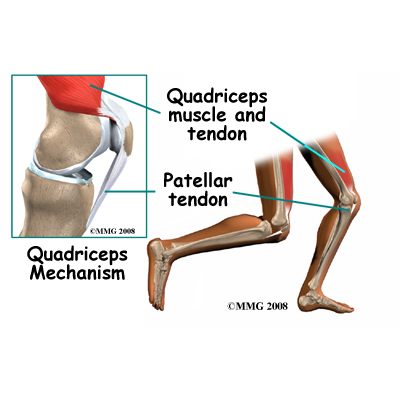 Quadriceps
muscle and
tendon
Patellar
tendon
©MMG 2008
Quadriceps
Mechanism
©MMG 2008